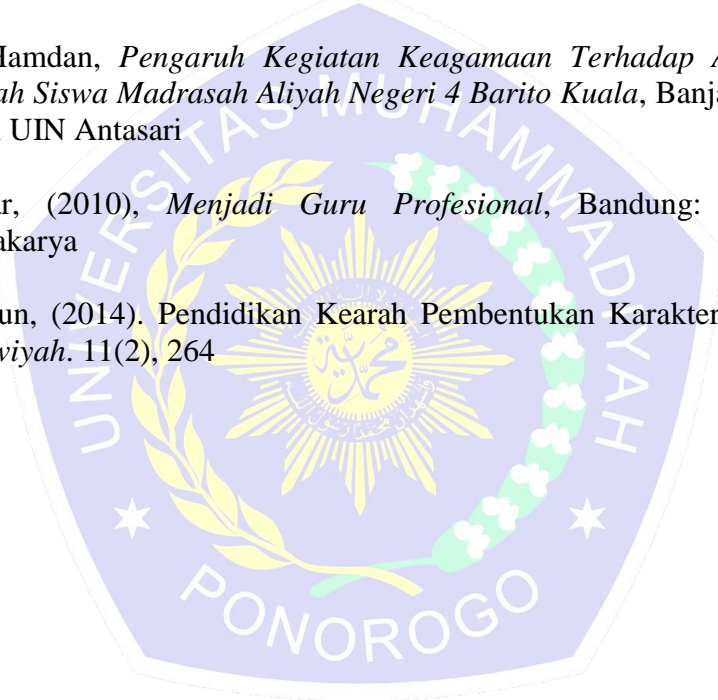 Hamdan, Pengaruh Kegiatan Keagamaan Terhadap A
ah Siswa Madrasah Aliyah Negeri 4 Barito Kuala, Banja
UIN Antasari
ar, (2010), Menjadi Guru Profesional, Bandung:
akarya
un, (2014). Pendidikan Kearah Pembentukan Karakter
wiyah. 11(2), 264
UNIVERSITAS MUHAMMADIYAH
PONOROGO